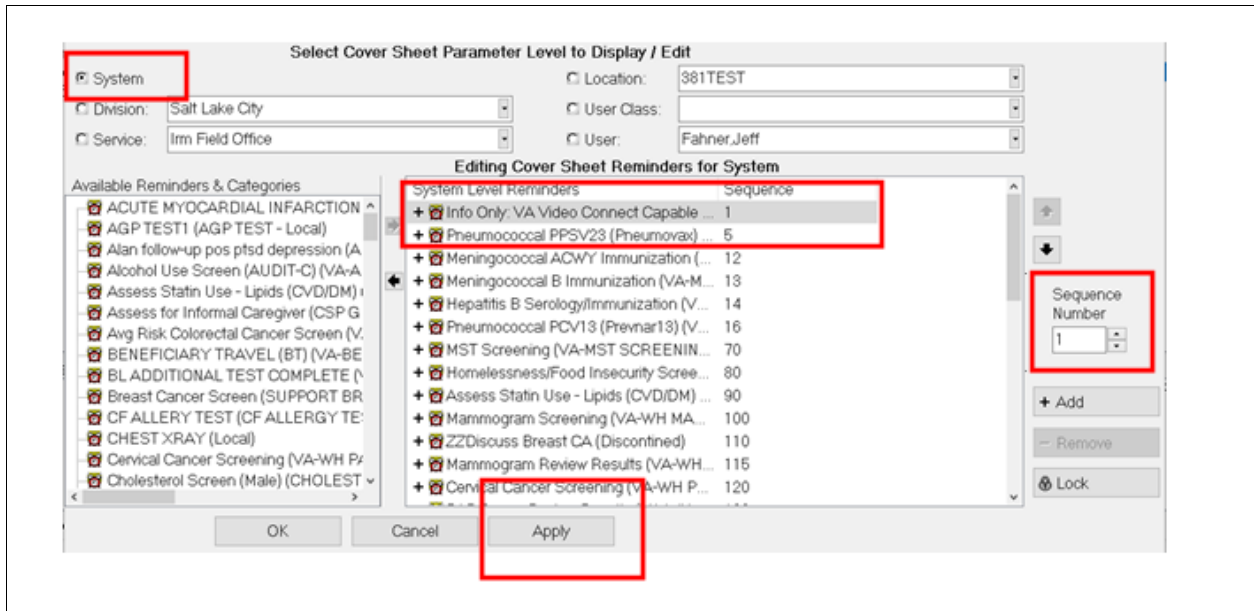 Select Cover Sheet Parameter Level to Display / Edit
System
Location: 381TEST
Division: Salt Lake City
User Class:
Service: Irm Field Office
User: Fahner,Jeff
Editing Cover Sheet Reminders for System
Available Reminders & Categories
ACUTE MYOCARDIAL INFARCTION
AGP TEST1 (AGP TEST - Local)
Alan follow-up pos ptsd depression (A
Alcohol Use Screen (AUDIT-C) (VA-A
Assess Statin Use - Lipids (CVD/DM)
Assess for Informal Caregiver (CSP G
Avg Risk Colorectal Cancer Screen (V.
BENEFICIARY TRAVEL (BT) (VA-BE
BL ADDITIONAL TEST COMPLETE (
Breast Cancer Screen (SUPPORT BR
CF ALLERY TEST (CF ALLERGY TE
CHEST XRAY (Local)
Cervical Cancer Screening (VA-WH P
Cholesterol Screen (Male) (CHOLEST
System Level Reminders Sequence
+ Info Only: VA Video Connect Capable ... 1
+ Pneumococcal PPSV23 (Pneumovax) ... 5
+ Meningococcal ACWY Immunization (... 12
+ Meningococcal B Immunization (VA-M... 13
+ Hepatitis B Serology/Immunization (V... 14
+ Pneumococcal PCV13 (Prevnar13) (V... 16
+ MST Screening (VA-MST SCREENIN... 70
+ Homelessness/Food Insecurity Scree... 80
+ Assess Statin Use - Lipids (CVD/DM) ... 90
+ Mammogram Screening (VA-WH MA... 100
+ ZZDiscuss Breast CA (Discontined) 110
+ Mammogram Review Results (VA-WH... 115
+ Cervical Cancer Screening (VA-WH P... 120
Sequence
Number
1
+ Add
- Remove
Lock
OK
Cancel
Apply